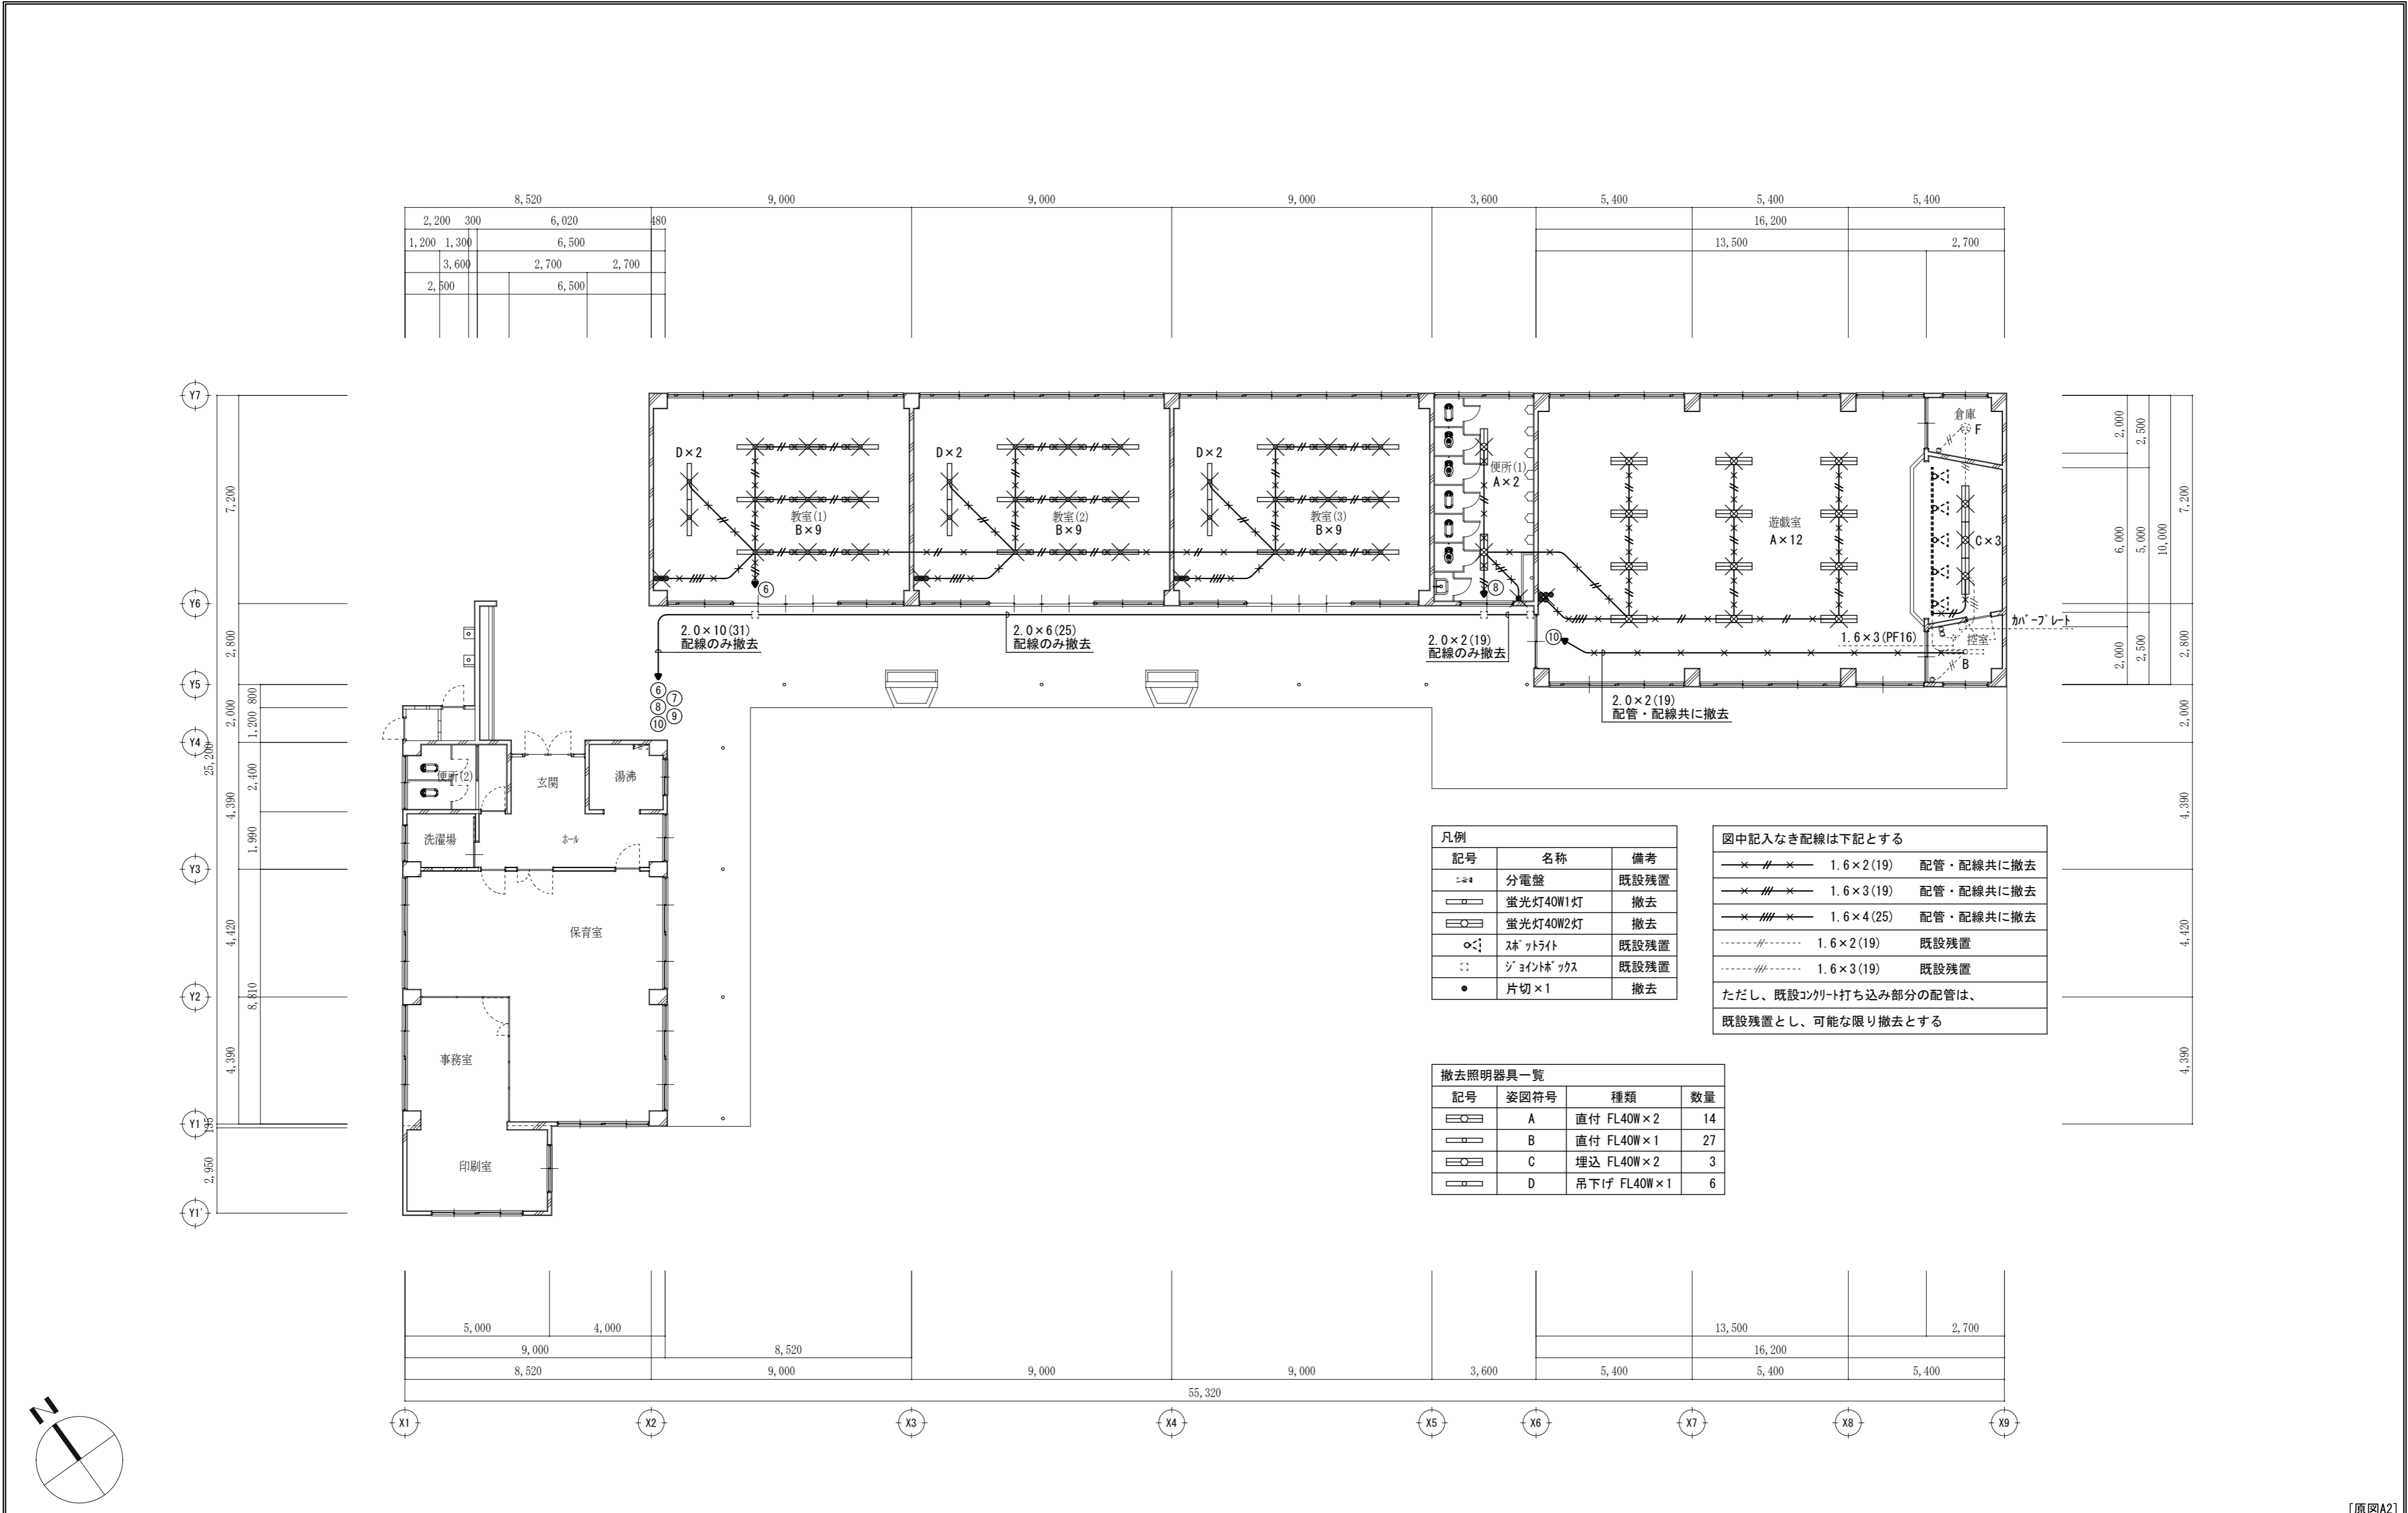 8,520 9,000 9,000 9,000 3,600 5,400 5,400 5,400
2,200 300 6,020 480 16,200
1,200 1,300 6,500 13,500 2,700
3,600 2,700 2,700
2,500 6,500
Y7
Y6
Y5
Y4
Y3
Y2
Y1
Y1'
7,200
2,800
2,000
800
1,200
25,200
4,390
2,400
1,990
4,420
8,810
4,390
195
2,950
D×2
教室(1)
B×9
⑥
D×2
教室(2)
B×9
D×2
教室(3)
B×9
便所(1)
A×2
⑧
遊戯室
A×12
倉庫
F
C×3
カバープレート
控室
B
1.6×3(PF16)
⑩
2.0×10(31)
配線のみ撤去
2.0×6(25)
配線のみ撤去
2.0×2(19)
配線のみ撤去
2.0×2(19)
配管・配線共に撤去
⑥
⑦
⑧
⑨
⑩
2,000
2,500
6,000
5,000
10,000
7,200
2,000
2,500
2,800
2,000
4,390
4,420
4,390
便所(2)
玄関
湯沸
洗濯場
ホール
保育室
事務室
印刷室
凡例
記号 名称 備考
分電盤 既設残置
蛍光灯40W1灯 撤去
蛍光灯40W2灯 撤去
スポットライト 既設残置
ジョイントボックス 既設残置
片切×1 撤去
図中記入なき配線は下記とする
1.6×2(19) 配管・配線共に撤去
1.6×3(19) 配管・配線共に撤去
1.6×4(25) 配管・配線共に撤去
1.6×2(19) 既設残置
1.6×3(19) 既設残置
ただし、既設コンクリート打ち込み部分の配管は、
既設残置とし、可能な限り撤去とする
撤去照明器具一覧
記号 姿図符号 種類 数量
A 直付 FL40W×2 14
B 直付 FL40W×1 27
C 埋込 FL40W×2 3
D 吊下げ FL40W×1 6
5,000 4,000 13,500 2,700
9,000 8,520 16,200
8,520 9,000 9,000 9,000 3,600 5,400 5,400 5,400
55,320
X1 X2 X3 X4 X5 X6 X7 X8 X9
N
[原図A2]